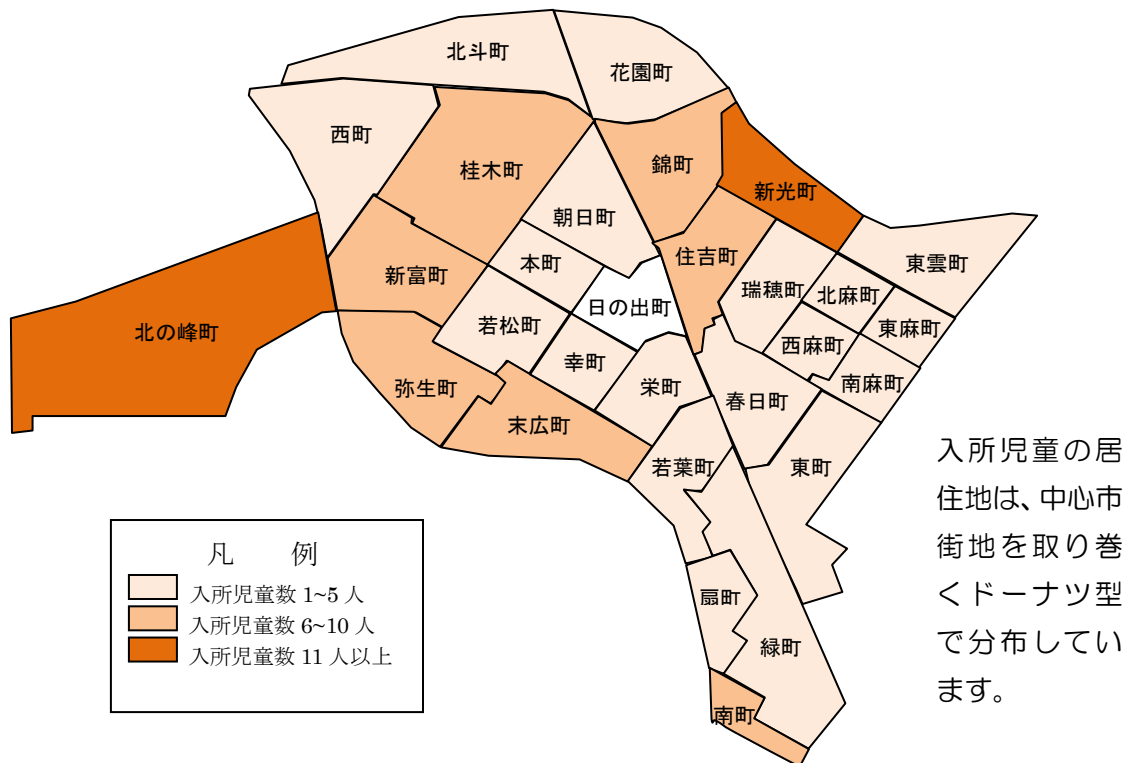 北斗町
花園町
西町
桂木町
錦町
新光町
朝日町
住吉町
東雲町
本町
新富町
日の出町
瑞穂町
北麻町
北の峰町
若松町
東麻町
西麻町
幸町
南麻町
弥生町
栄町
春日町
末広町
若葉町
東町
扇町
緑町
南町
凡 例
入所児童数 1~5 人
入所児童数 6~10 人
入所児童数 11 人以上
入所児童の居
住地は、中心市
街地を取り巻
くドーナツ型
で分布してい
ます。